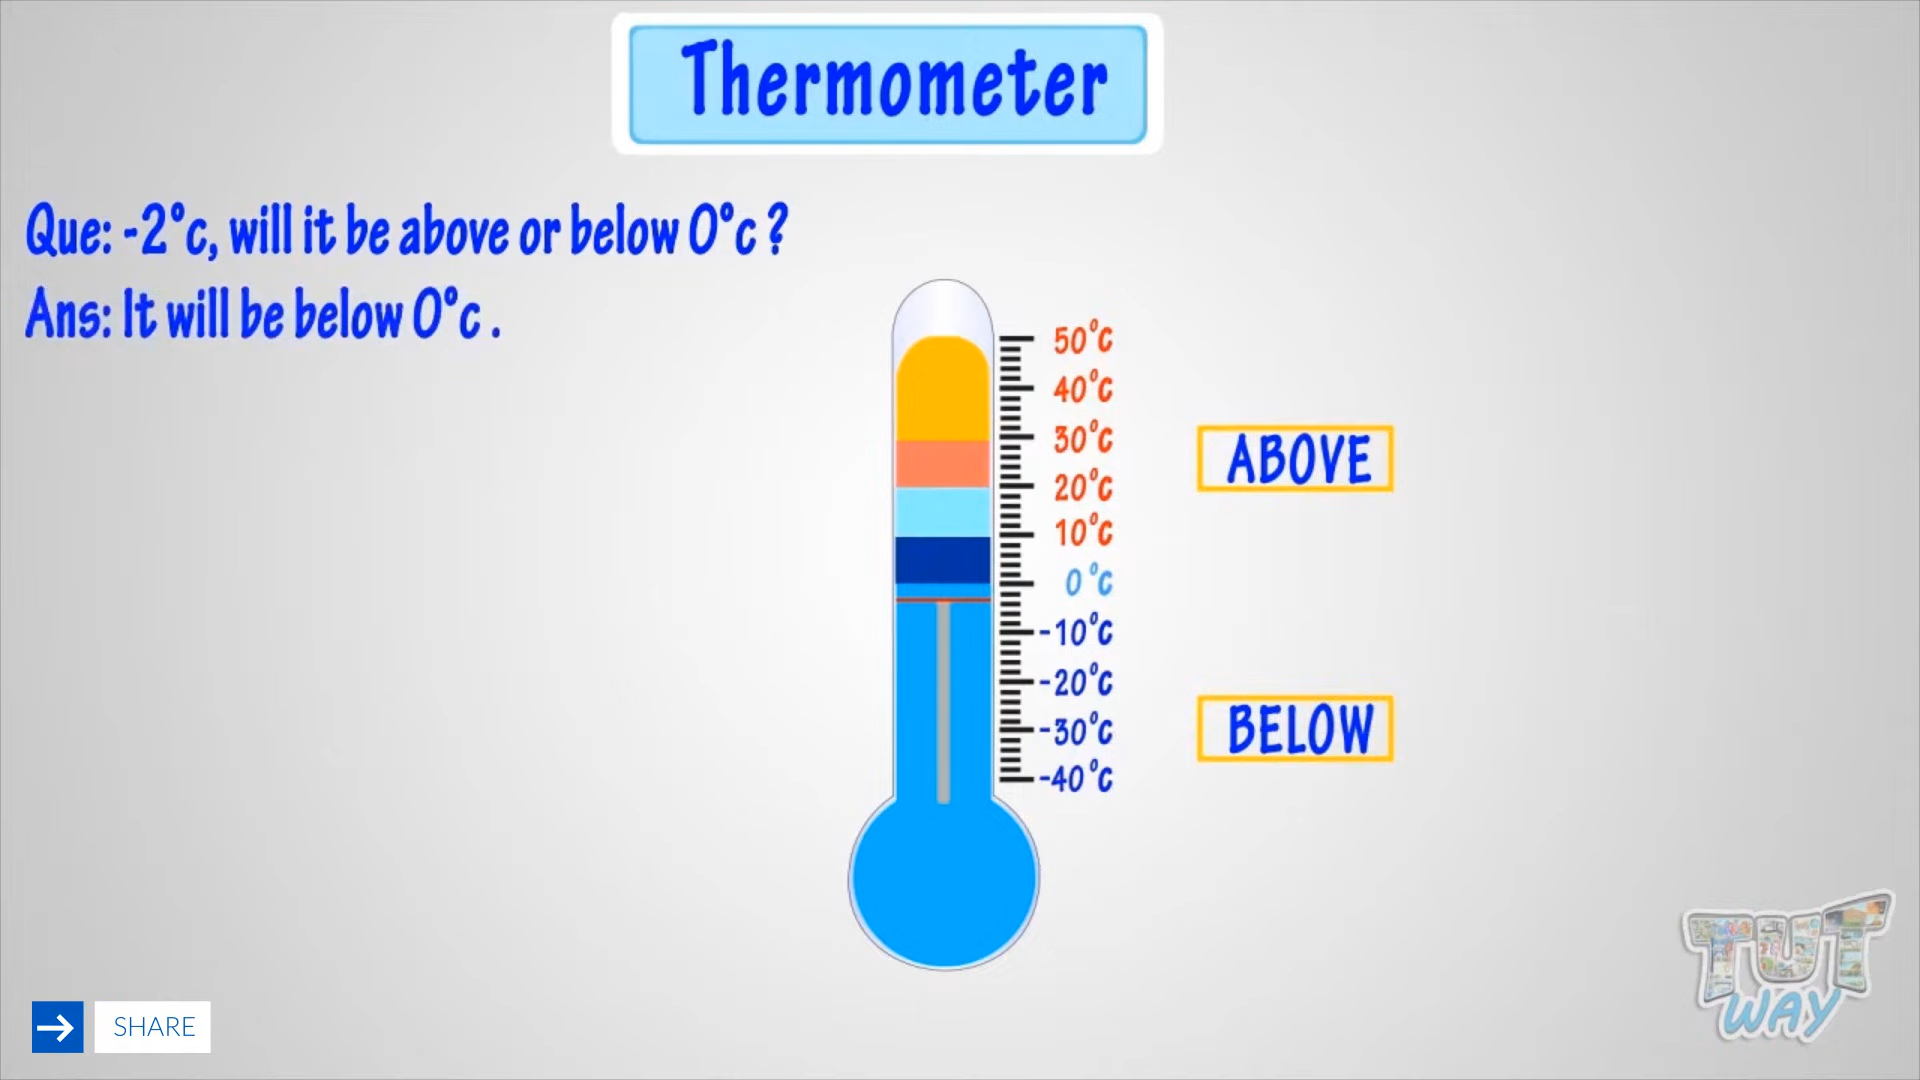 Thermometer
Que: -2°c, will it be above or below 0°c ?
Ans: It will be below 0°c .
50°c
40°c
30°c
20°c
10°c
0°c
-10°c
-20°c
-30°c
-40°c
ABOVE
BELOW
TUT
WAY
SHARE